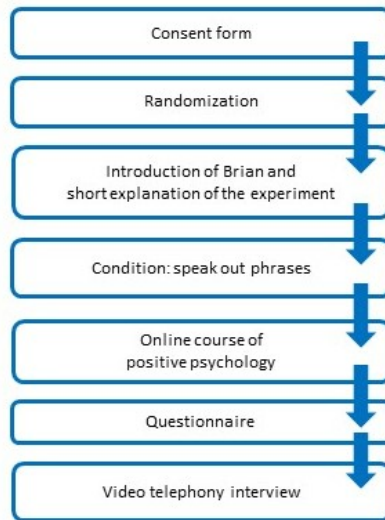 Consent form
Randomization
Introduction of Brian and
short explanation of the experiment
Condition: speak out phrases
Online course of
positive psychology
Questionnaire
Video telephony interview